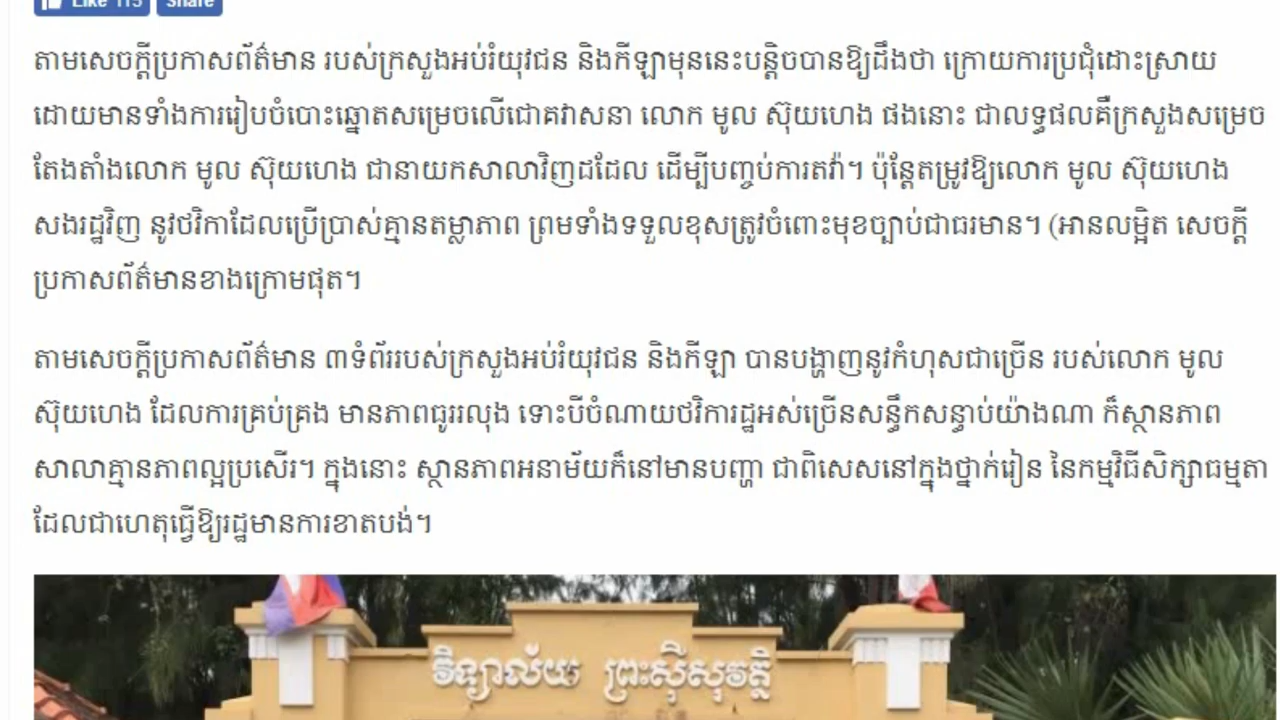 Like 115 Share
តាមសេចក្តីប្រកាសព័ត៌មាន របស់ក្រសួងអប់រំយុវជន និងកីឡាមុននេះបន្តិចបានឱ្យដឹងថា ក្រោយការប្រជុំដោះស្រាយ
ដោយមានទាំងការរៀបចំបោះឆ្នោតសម្រេចលើជោគវាសនា លោក មូល ស៊ុយហេង ផងនោះ ជាលទ្ធផលគឺក្រសួងសម្រេច
តែងតាំងលោក មូល ស៊ុយហេង ជានាយកសាលាវិញដដែល ដើម្បីបញ្ចប់ការតវ៉ា។ ប៉ុន្តែតម្រូវឱ្យលោក មូល ស៊ុយហេង
សងរដ្ឋវិញ នូវថវិកាដែលប្រើប្រាស់គ្មានតម្លាភាព ព្រមទាំងទទួលខុសត្រូវចំពោះមុខច្បាប់ជាធរមាន។ (អានលម្អិត សេចក្តី
ប្រកាសព័ត៌មានខាងក្រោមផុត។
តាមសេចក្តីប្រកាសព័ត៌មាន ៣ទំព័ររបស់ក្រសួងអប់រំយុវជន និងកីឡា បានបង្ហាញនូវកំហុសជាច្រើន របស់លោក មូល
ស៊ុយហេង ដែលការគ្រប់គ្រង មានភាពធូររលុង ទោះបីចំណាយថវិការដ្ឋអស់ច្រើនសន្ធឹកសន្ធាប់យ៉ាងណា ក៏ស្ថានភាព
សាលាគ្មានភាពល្អប្រសើរ។ ក្នុងនោះ ស្ថានភាពអនាម័យក៏នៅមានបញ្ហា ជាពិសេសនៅក្នុងថ្នាក់រៀន នៃកម្មវិធីសិក្សាធម្មតា
ដែលជាហេតុធ្វើឱ្យរដ្ឋមានការខាតបង់។
វិទ្យាល័យ ព្រះស៊ីសុវត្ថិ